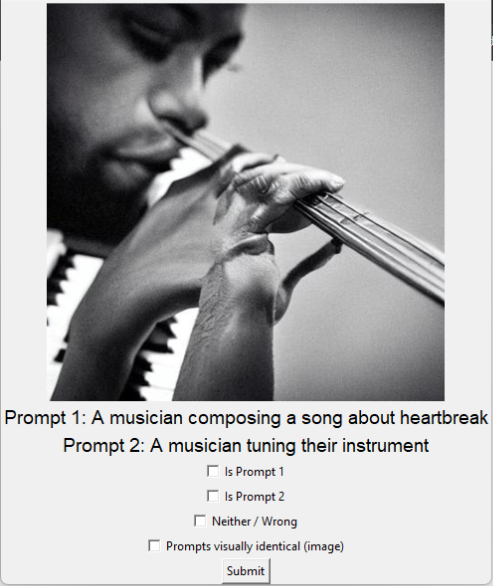 Prompt 1: A musician composing a song about heartbreak
Prompt 2: A musician tuning their instrument
Is Prompt 1
Is Prompt 2
Neither / Wrong
Prompts visually identical (image)
Submit